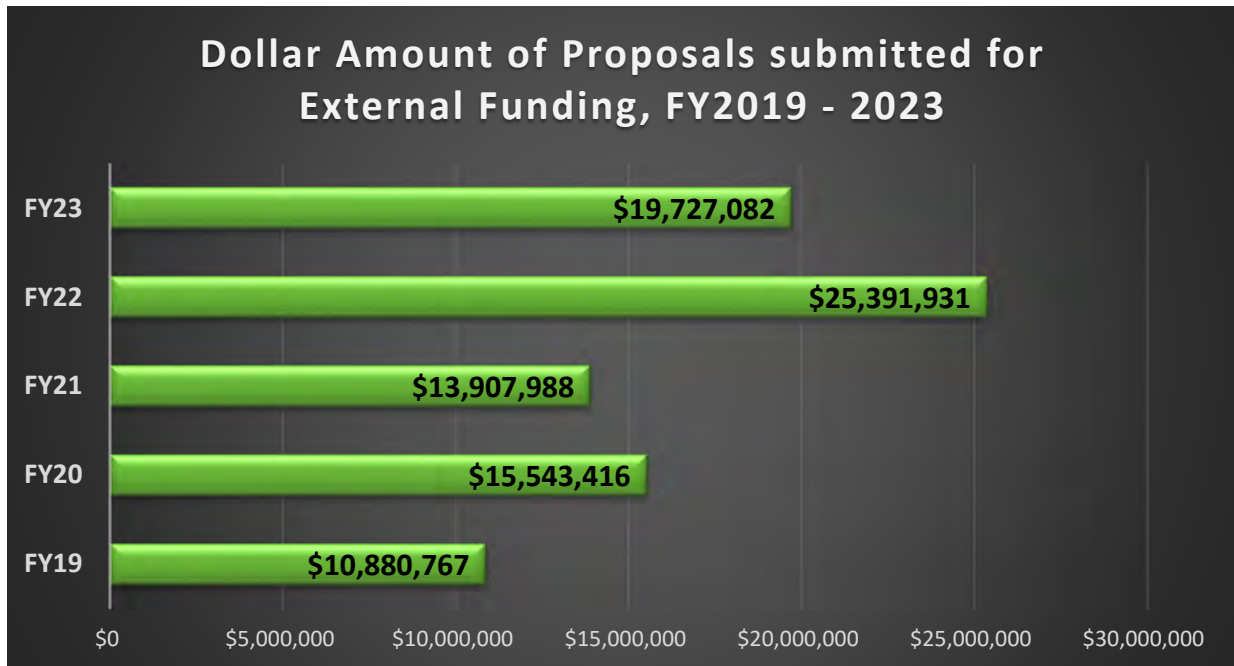 Dollar Amount of Proposals submitted for
External Funding, FY2019 - 2023
FY23
$19,727,082
FY22
$25,391,931
FY21
$13,907,988
FY20
$15,543,416
FY19
$10,880,767
$0 $5,000,000 $10,000,000 $15,000,000 $20,000,000 $25,000,000 $30,000,000